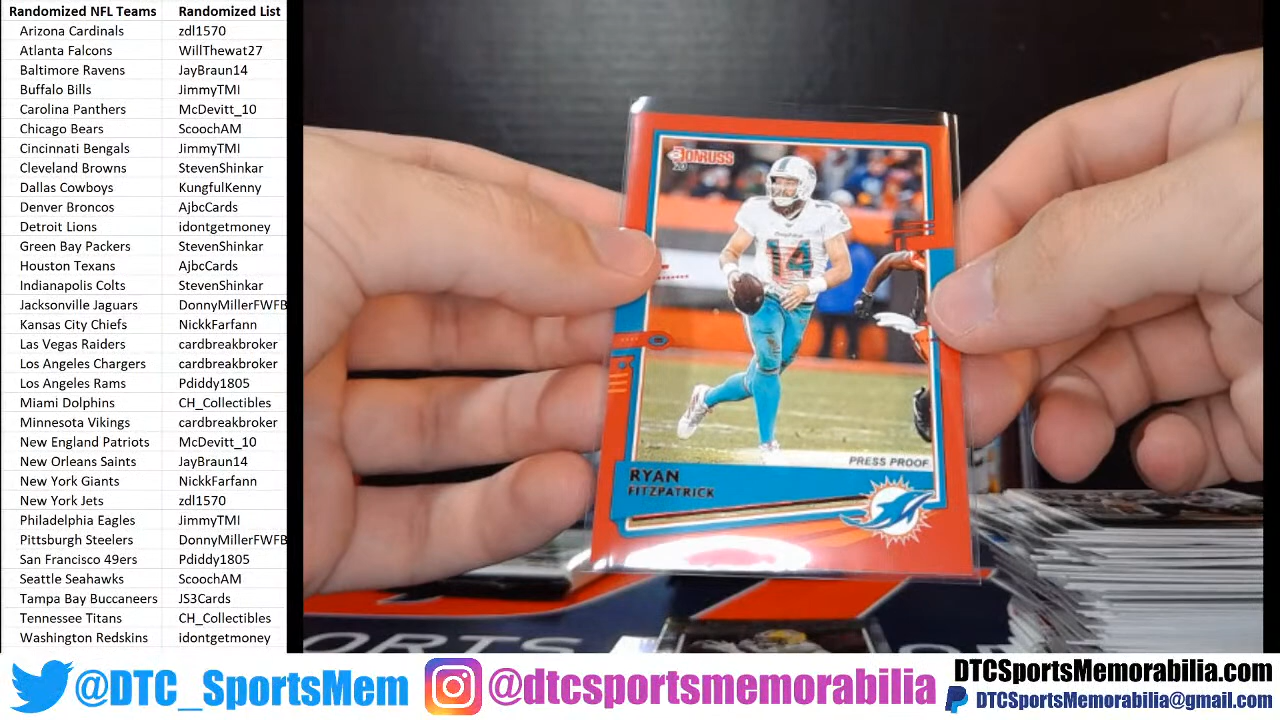 Randomized NFL Teams Randomized List
Arizona Cardinals zdl1570
Atlanta Falcons WillThewat27
Baltimore Ravens JayBraun14
Buffalo Bills JimmyTMI
Carolina Panthers McDevitt_10
Chicago Bears ScoochAM
Cincinnati Bengals JimmyTMI
Cleveland Browns StevenShinkar
Dallas Cowboys KungfulKenny
Denver Broncos AjbcCards
Detroit Lions idontgetmoney
Green Bay Packers StevenShinkar
Houston Texans AjbcCards
Indianapolis Colts StevenShinkar
Jacksonville Jaguars DonnyMillerFWFB
Kansas City Chiefs NickkFarfann
Las Vegas Raiders cardbreakbroker
Los Angeles Chargers cardbreakbroker
Los Angeles Rams Pdiddy1805
Miami Dolphins CH_Collectibles
Minnesota Vikings cardbreakbroker
New England Patriots McDevitt_10
New Orleans Saints JayBraun14
New York Giants NickkFarfann
New York Jets zdl1570
Philadelphia Eagles JimmyTMI
Pittsburgh Steelers DonnyMillerFWFB
San Francisco 49ers Pdiddy1805
Seattle Seahawks ScoochAM
Tampa Bay Buccaneers JS3Cards
Tennessee Titans CH_Collectibles
Washington Redskins idontgetmoney
DONRUSS
20
14
PRESS PROOF
RYAN
FITZPATRICK
ORTS
@DTC_SportsMem
@dtcsportsmemorabilia
DTCSportsMemorabilia.com
DTCSportsMemorabilia@gmail.com